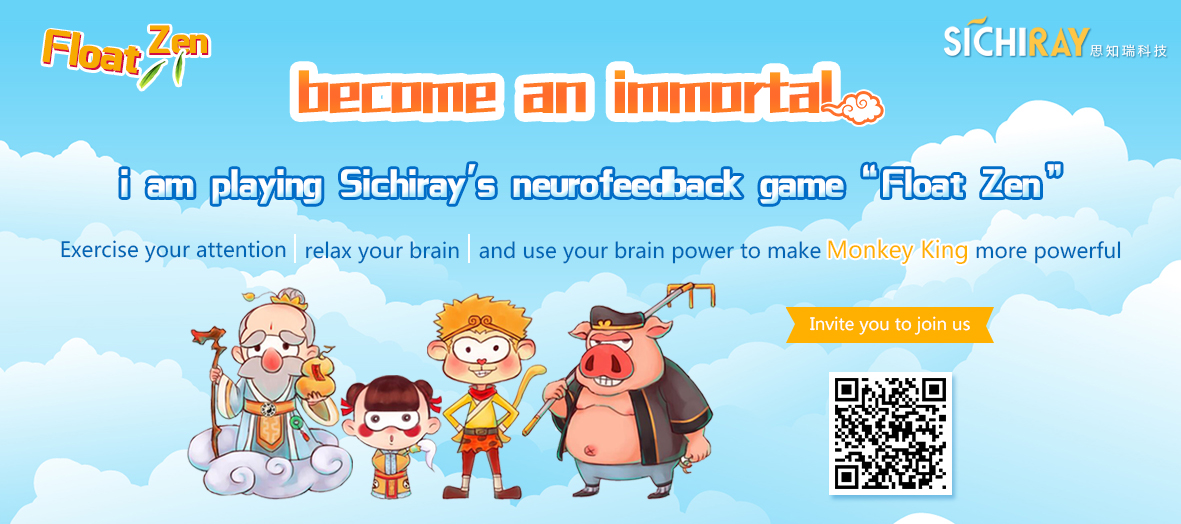 Float Zen
SICHIRAY思知瑞科技
become an immortal
i am playing Sichiray's neurofeedback game “Float Zen”
Exercise your attention | relax your brain | and use your brain power to make Monkey King more powerful
Invite you to join us